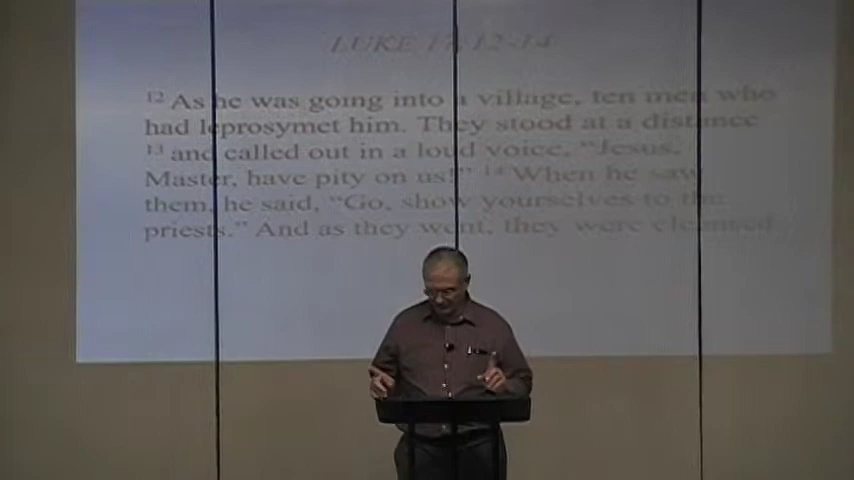 LUKE 17:12-14
12 As he was going into a village, ten men who
had leprosymet him. They stood at a distance
13 and called out in a loud voice, "Jesus,
Master, have pity on us!" 14 When he saw
them, he said, "Go, show yourselves to the
priests." And as they went, they were cleansed